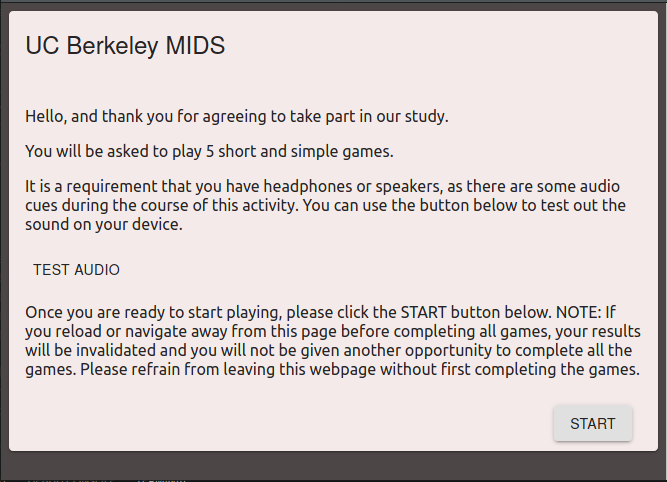 UC Berkeley MIDS
Hello, and thank you for agreeing to take part in our study.
You will be asked to play 5 short and simple games.
It is a requirement that you have headphones or speakers, as there are some audio
cues during the course of this activity. You can use the button below to test out the
sound on your device.
TEST AUDIO
Once you are ready to start playing, please click the START button below. NOTE: If
you reload or navigate away from this page before completing all games, your results
will be invalidated and you will not be given another opportunity to complete all the
games. Please refrain from leaving this webpage without first completing the games.
START